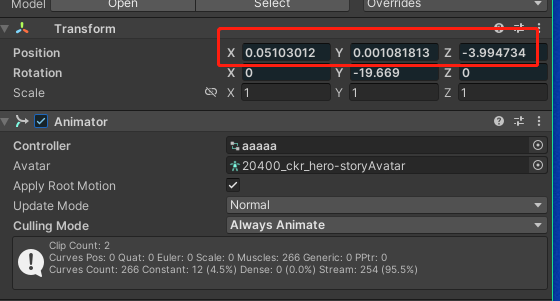 Model Open Select Overrides
Transform
Position X 0.05103012 Y 0.001081813 Z -3.994734
Rotation X 0 Y -19.669 Z 0
Scale X 1 Y 1 Z 1
Animator
Controller aaaaa
Avatar 20400_ckr_hero-storyAvatar
Apply Root Motion
Update Mode Normal
Culling Mode Always Animate
Clip Count: 2
Curves Pos: 0 Quat: 0 Euler: 0 Scale: 0 Muscles: 266 Generic: 0 PPtr: 0
Curves Count: 266 Constant: 12 (4.5%) Dense: 0 (0.0%) Stream: 254 (95.5%)